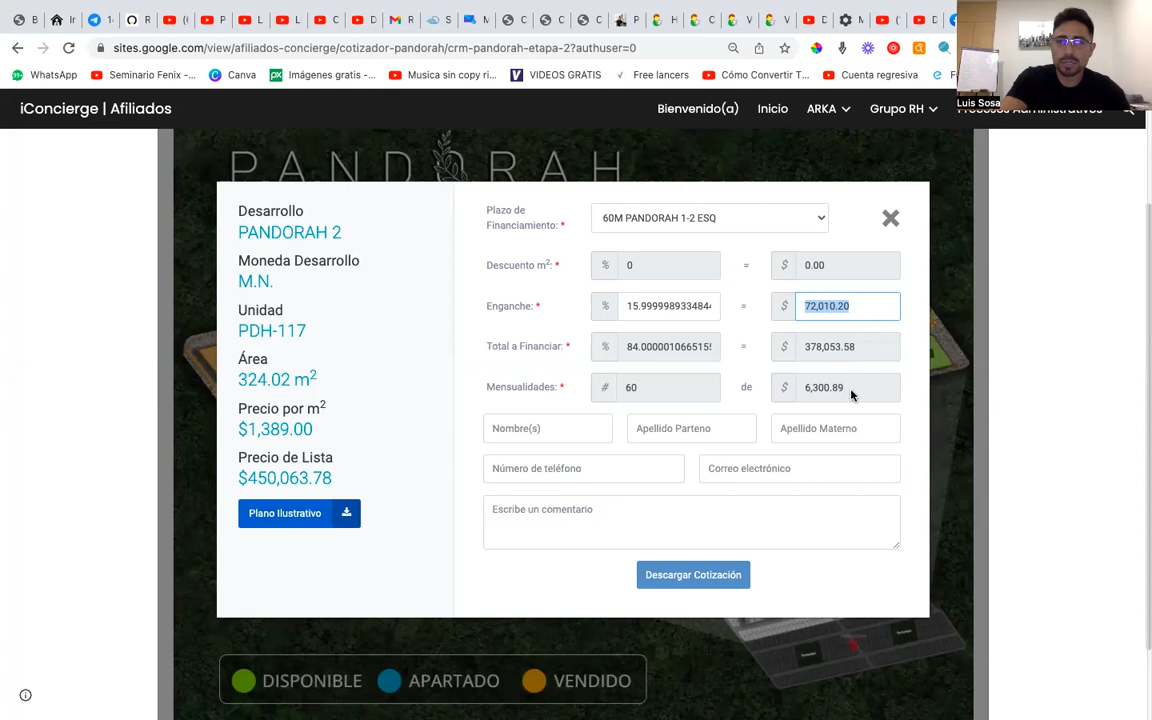 B
Ir
1
R
P
L
L
C
D
R
S
M
C
C
C
P
H
C
V
V
D
M
(
D
sites.google.com/view/afiliados-concierge/cotizador-pandorah/crm-pandorah-etapa-2?authuser=0
WhatsApp
Seminario Fenix -...
Canva
Imágenes gratis -...
Musica sin copy ri...
VIDEOS GRATIS
Free lancers
Cómo Convertir T...
Cuenta regresiva
Luis Sosa
iConcierge | Afiliados
Bienvenido(a)
Inicio
ARKA
Grupo RH
PANDORAH
Desarrollo
PANDORAH 2
Moneda Desarrollo
M.N.
Unidad
PDH-117
Área
324.02 m2
Precio por m2
$1,389.00
Precio de Lista
$450,063.78
Plano Ilustrativo
Plazo de
Financiamiento: *
60M PANDORAH 1-2 ESQ
Descuento m2: *
% 0 = $ 0.00
Enganche: *
% 15.9999989334844 = $ 72,010.20
Total a Financiar: *
% 84.0000010665155 = $ 378,053.58
Mensualidades: *
# 60 de $ 6,300.89
Nombre(s)
Apellido Parteno
Apellido Materno
Número de teléfono
Correo electrónico
Escribe un comentario
Descargar Cotización
DISPONIBLE
APARTADO
VENDIDO